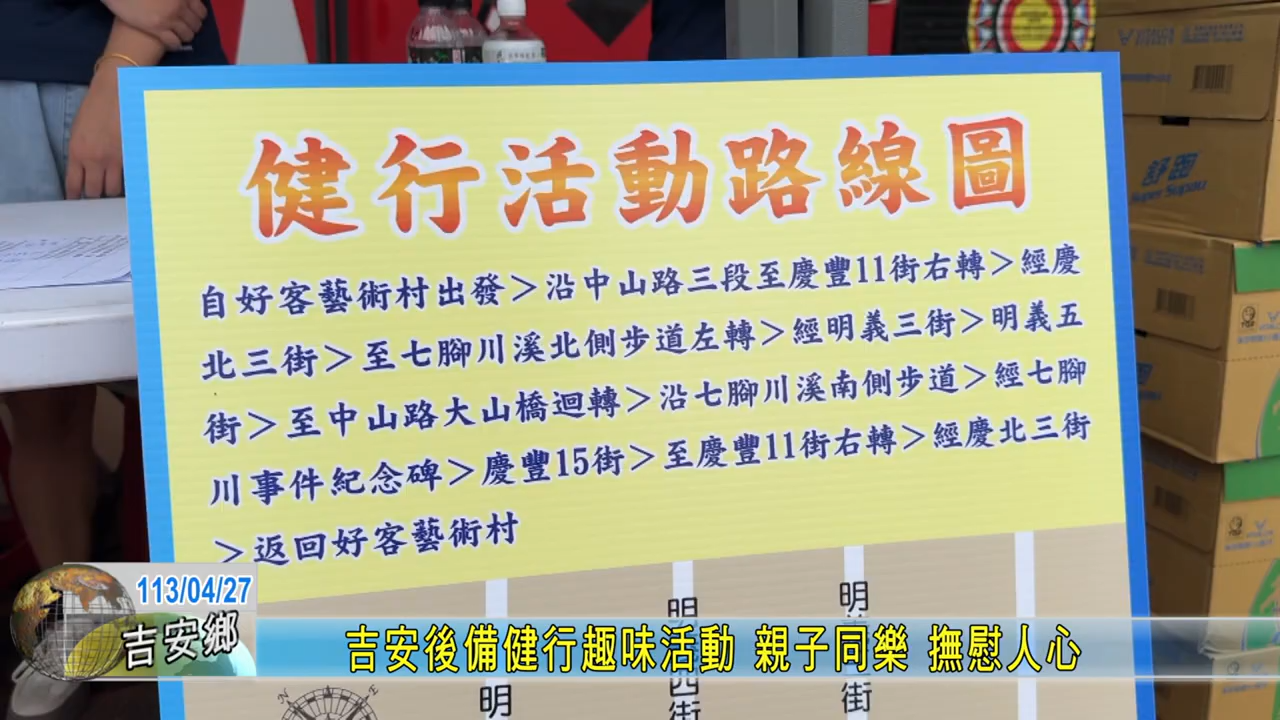 健行活動路線圖
自好客藝術村出發＞沿中山路三段至慶豐11街右轉＞經慶
北三街＞至七腳川溪北側步道左轉＞經明義三街＞明義五
街＞至中山路大山橋迴轉＞沿七腳川溪南側步道＞經七腳
川事件紀念碑＞慶豐15街＞至慶豐11街右轉＞經慶北三街
＞返回好客藝術村
舒跑
Super Supau
113/04/27
吉安鄉
吉安後備健行趣味活動 親子同樂 撫慰人心
N
E
明